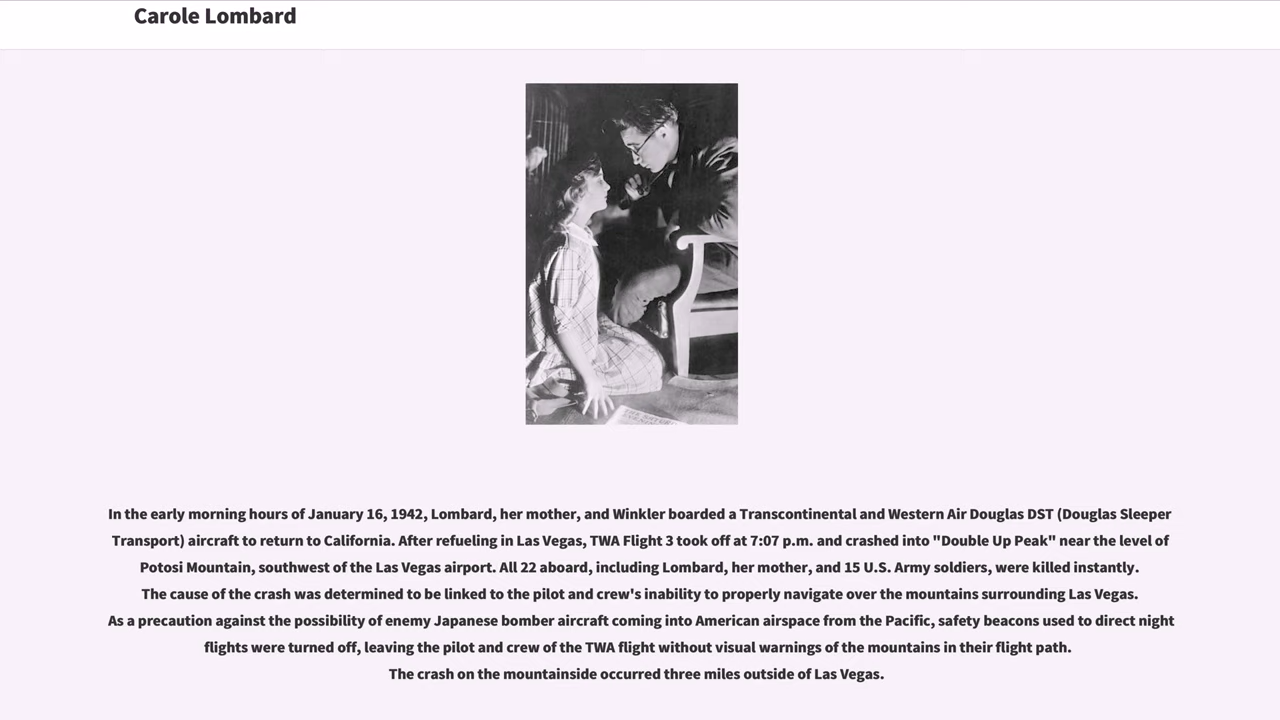 Carole Lombard
In the early morning hours of January 16, 1942, Lombard, her mother, and Winkler boarded a Transcontinental and Western Air Douglas DST (Douglas Sleeper
Transport) aircraft to return to California. After refueling in Las Vegas, TWA Flight 3 took off at 7:07 p.m. and crashed into "Double Up Peak" near the level of
Potosi Mountain, southwest of the Las Vegas airport. All 22 aboard, including Lombard, her mother, and 15 U.S. Army soldiers, were killed instantly.
The cause of the crash was determined to be linked to the pilot and crew's inability to properly navigate over the mountains surrounding Las Vegas.
As a precaution against the possibility of enemy Japanese bomber aircraft coming into American airspace from the Pacific, safety beacons used to direct night
flights were turned off, leaving the pilot and crew of the TWA flight without visual warnings of the mountains in their flight path.
The crash on the mountainside occurred three miles outside of Las Vegas.